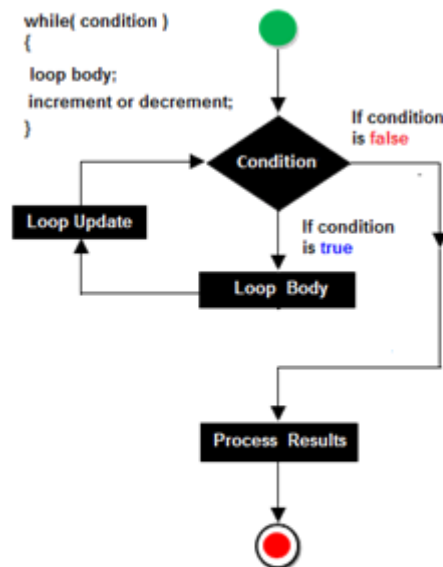 while( condition )
{
loop body;
increment or decrement;
}
If condition
is false
Condition
Loop Update
If condition
is true
Loop Body
Process Results